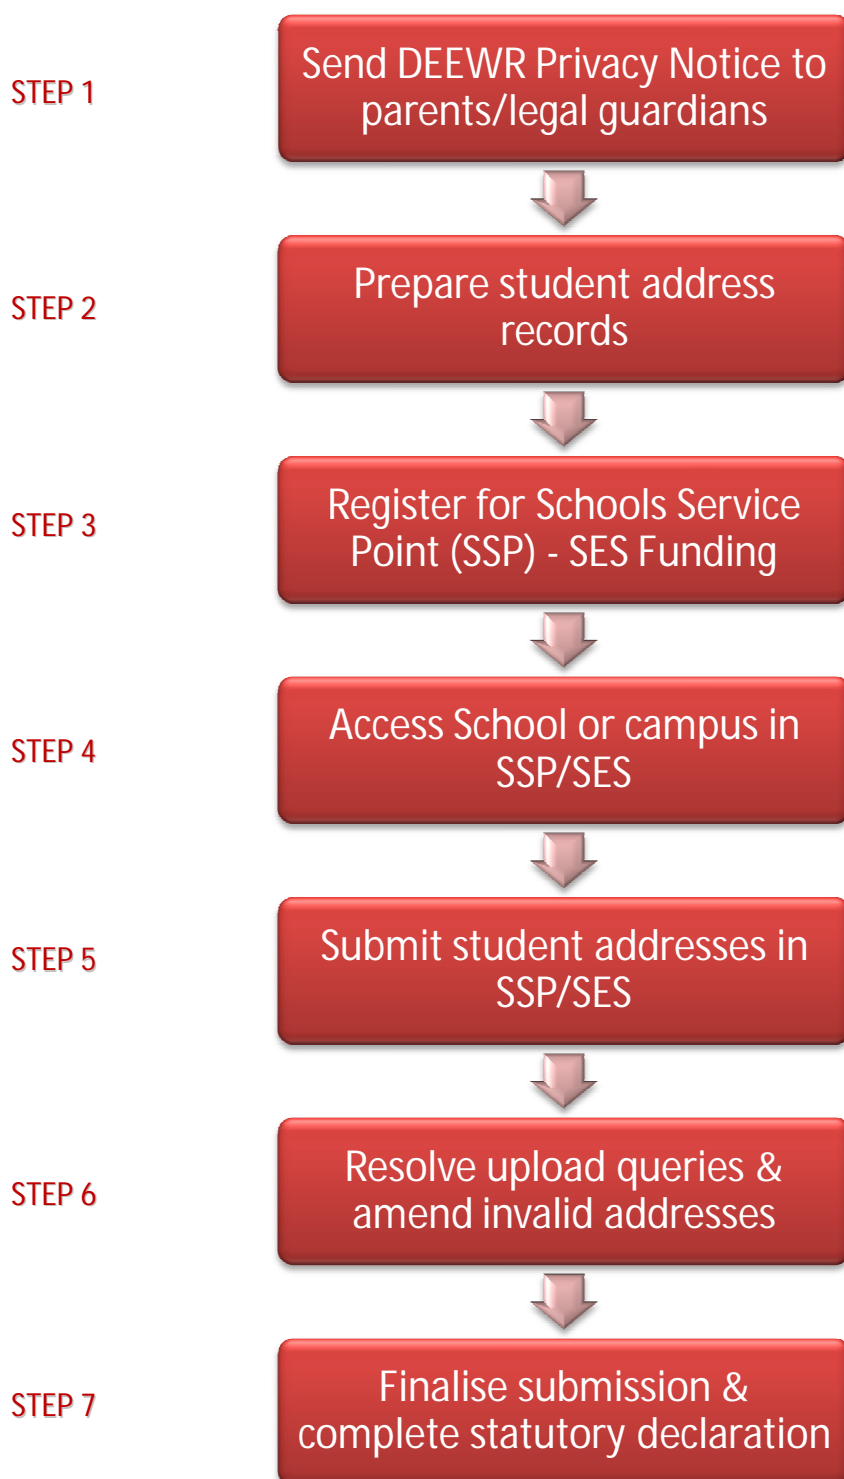 STEP 1
Send DEEWR Privacy Notice to
parents/legal guardians
STEP 2
Prepare student address
records
STEP 3
Register for Schools Service
Point (SSP) - SES Funding
STEP 4
Access School or campus in
SSP/SES
STEP 5
Submit student addresses in
SSP/SES
STEP 6
Resolve upload queries &
amend invalid addresses
STEP 7
Finalise submission &
complete statutory declaration